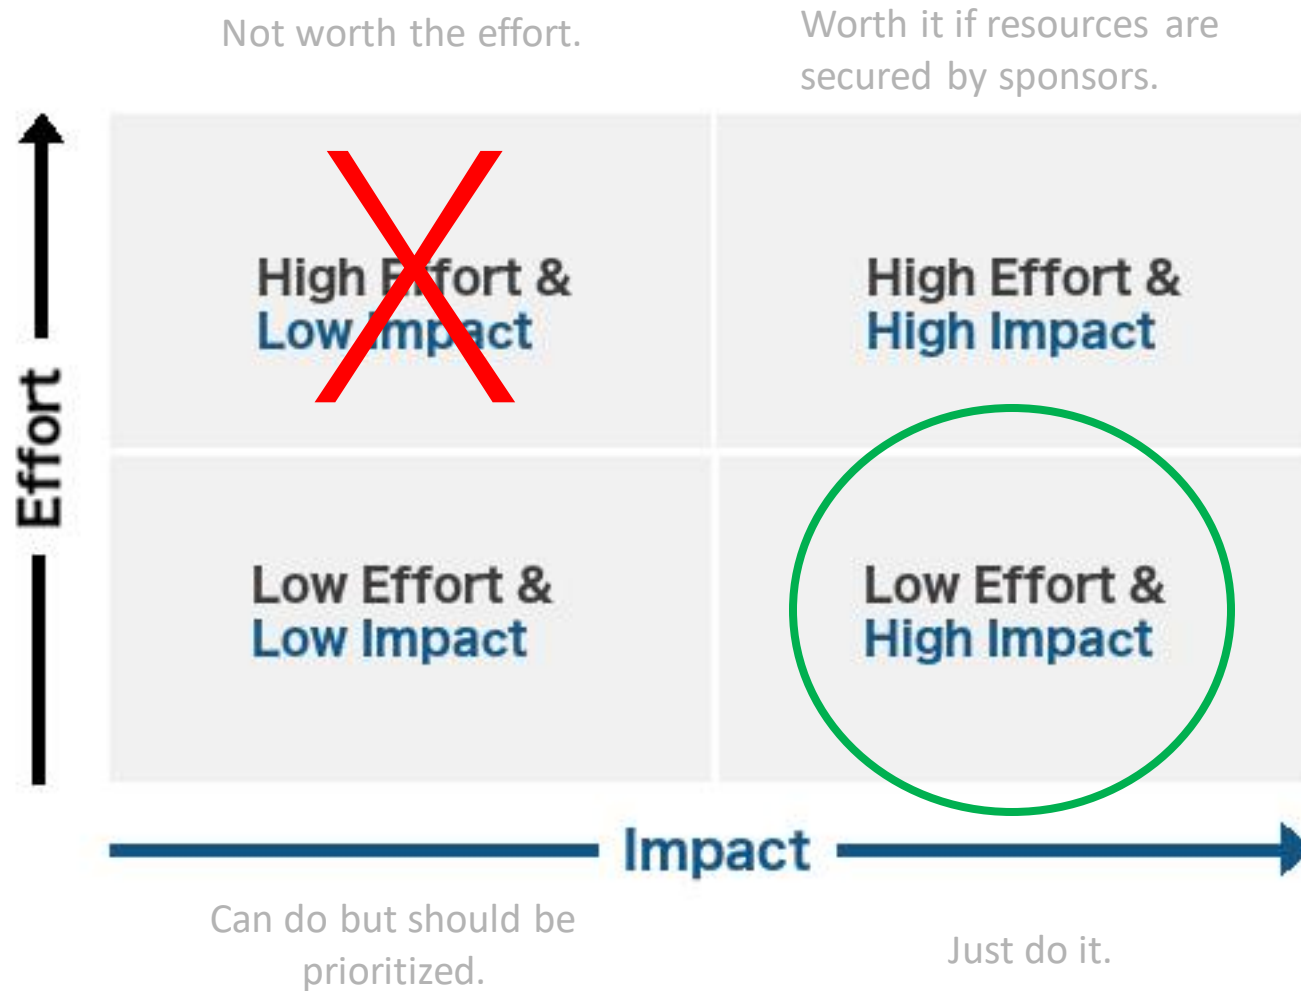 Not worth the effort.
Worth it if resources are
secured by sponsors.
High Effort &
Low Impact
High Effort &
High Impact
Effort
Low Effort &
Low Impact
Low Effort &
High Impact
Impact
Can do but should be
prioritized.
Just do it.